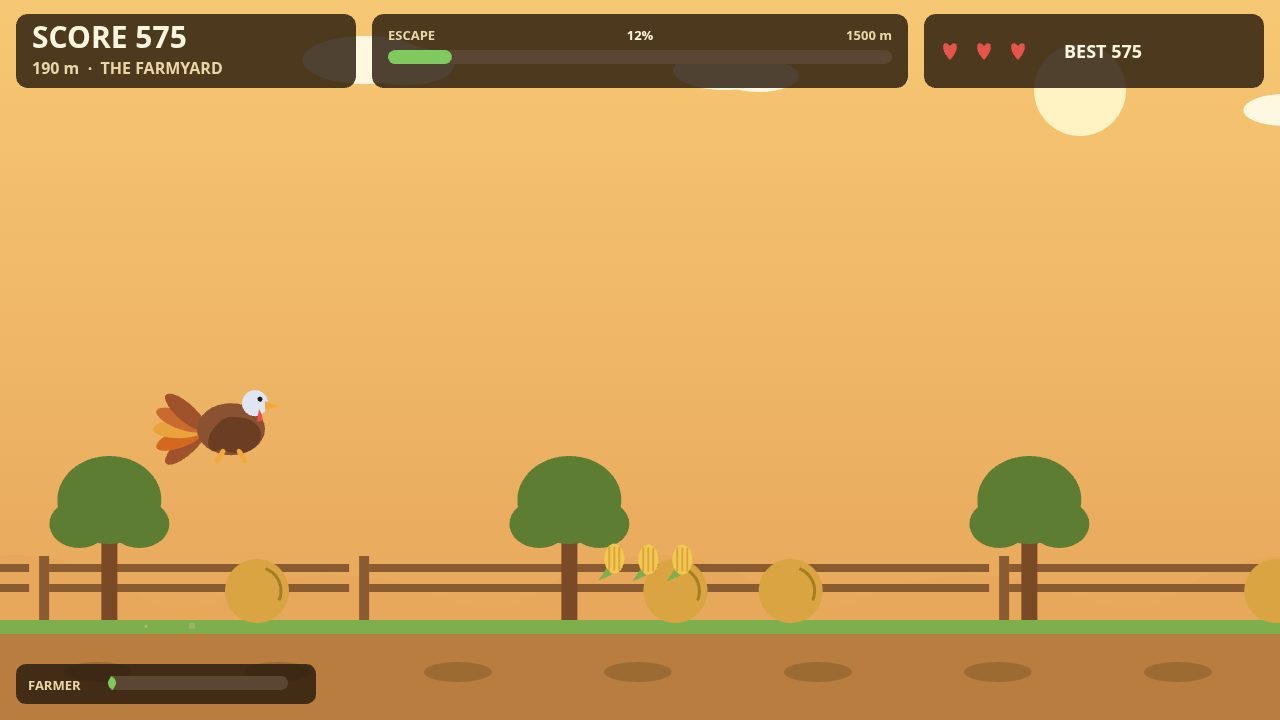 SCORE 575
190 m · THE FARMYARD
ESCAPE 12% 1500 m
BEST 575
FARMER